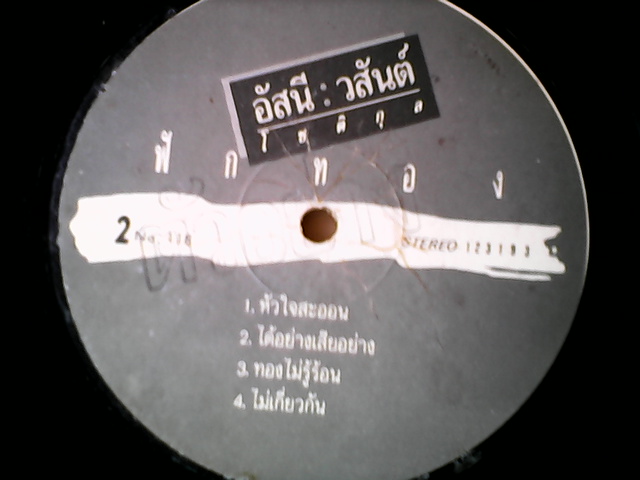 อัสนี : วสันต์
โชติกุล
ฟักทอง
2
STEREO 123193
1. หัวใจสะออน
2. ได้อย่างเสียอย่าง
3. ทองไม่รู้ร้อน
4. ไม่เกี่ยวกัน